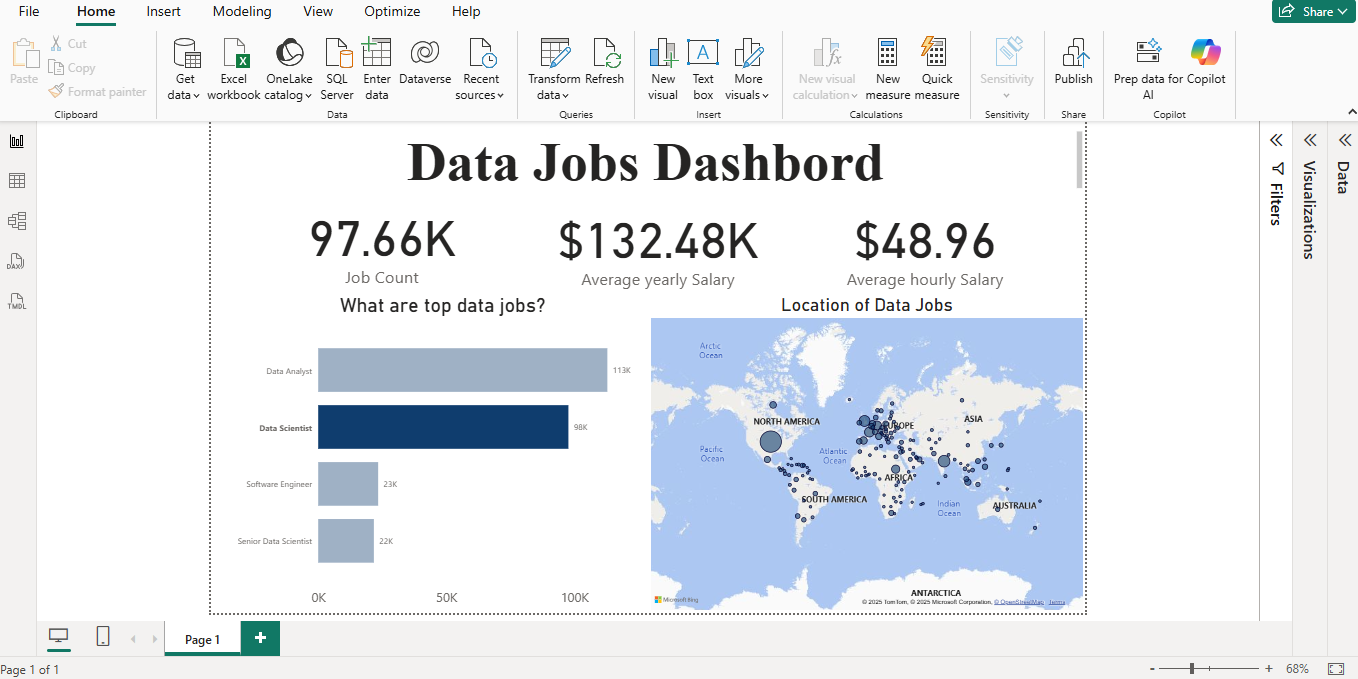 File Home Insert Modeling View Optimize Help Share
Paste
Cut
Copy
Format painter
Clipboard
Get data
Excel workbook
OneLake catalog
SQL Server
Enter data
Dataverse
Recent sources
Data
Transform data
Refresh
Queries
New visual
Text box
More visuals
Insert
New visual calculation
New measure
Quick measure
Calculations
Sensitivity
Sensitivity
Publish
Share
Prep data for AI
Copilot
Copilot
DAX
TMDL
Data Jobs Dashbord
97.66K
Job Count
$132.48K
Average yearly Salary
$48.96
Average hourly Salary
What are top data jobs?
Data Analyst 113K
Data Scientist 98K
Software Engineer 23K
Senior Data Scientist 22K
0K 50K 100K
Location of Data Jobs
Arctic
Ocean
NORTH AMERICA
EUROPE
ASIA
Pacific
Ocean
Atlantic
Ocean
AFRICA
SOUTH AMERICA
Indian
Ocean
AUSTRALIA
ANTARCTICA
Microsoft Bing
© 2025 TomTom, © 2025 Microsoft Corporation, © OpenStreetMap Terms
Filters
Visualizations
Data
Page 1
+
Page 1 of 1
- + 68%